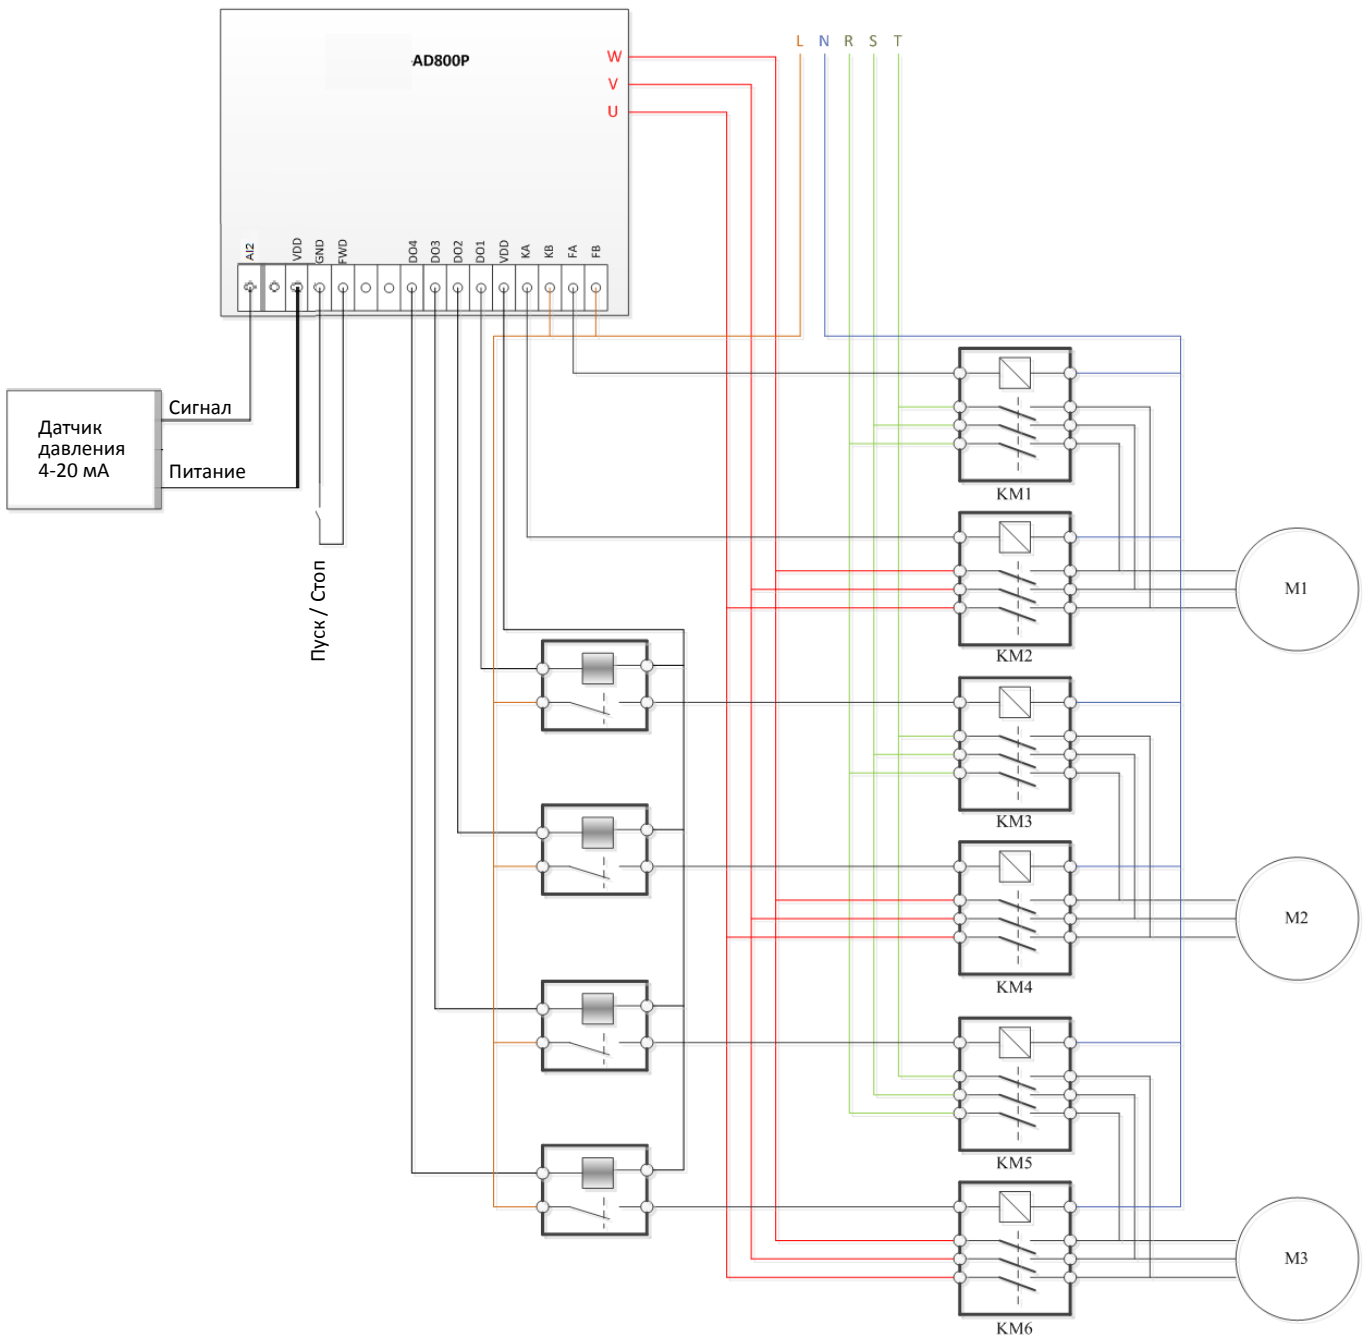 AD800P
W
V
U
L N R S T
AI2 VDD GND FWD DO4 DO3 DO2 DO1 VDD KA KB FA FB
Датчик
давления
4-20 мА
Сигнал
Питание
Пуск / Стоп
KM1
KM2
M1
KM3
KM4
M2
KM5
KM6
M3